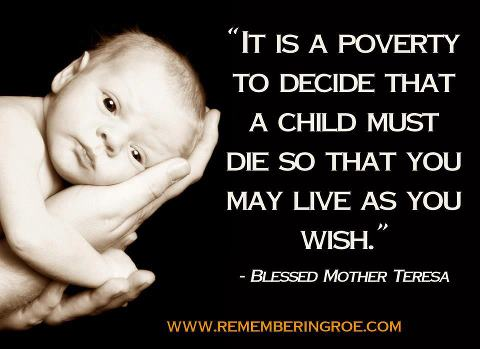 “It is a poverty
to decide that
a child must
die so that you
may live as you
wish.”
- Blessed Mother Teresa
www.rememberingroe.com